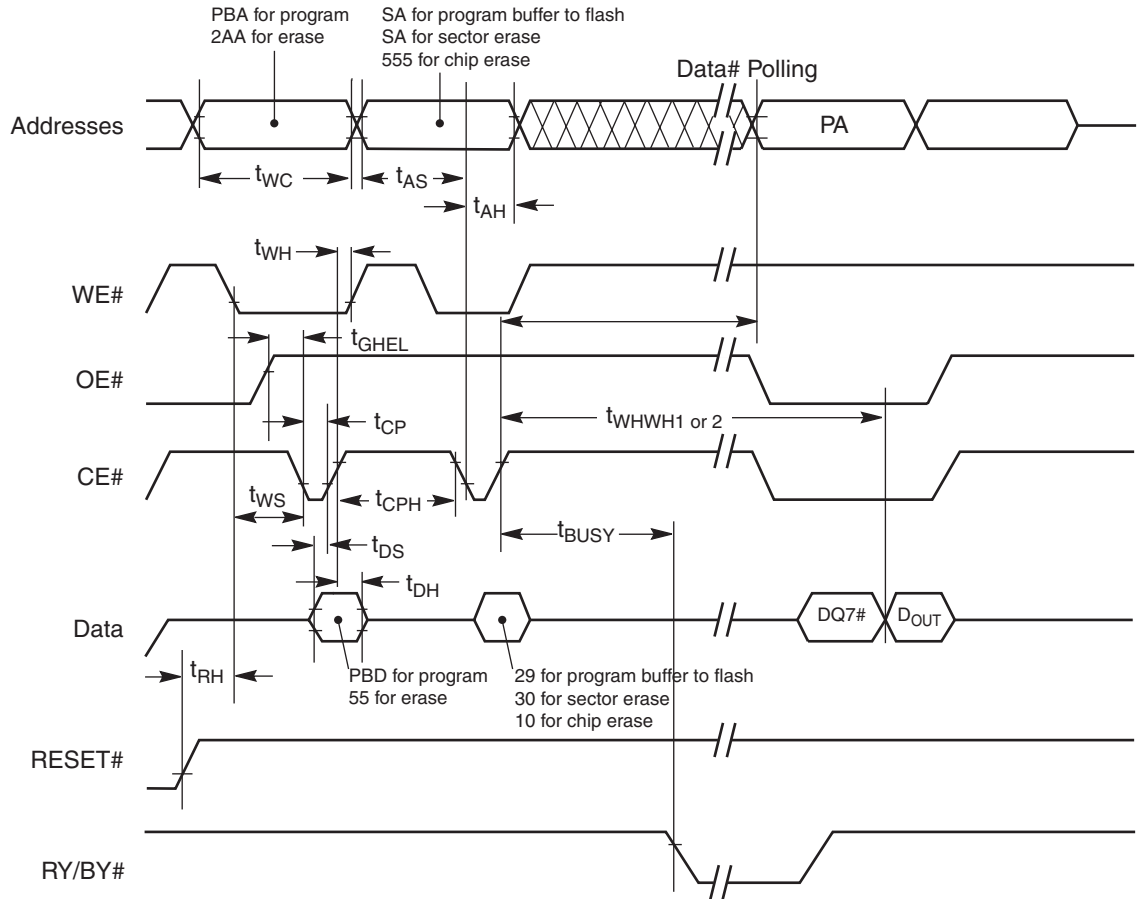 PBA for program
2AA for erase
SA for program buffer to flash
SA for sector erase
555 for chip erase
Data# Polling
Addresses
PA
tWC
tAS
tAH
tWH
WE#
tGHEL
OE#
tWHWH1 or 2
tCP
CE#
tWS
tCPH
tBUSY
tDS
tDH
Data
DQ7#
DOUT
tRH
PBD for program
55 for erase
29 for program buffer to flash
30 for sector erase
10 for chip erase
RESET#
RY/BY#